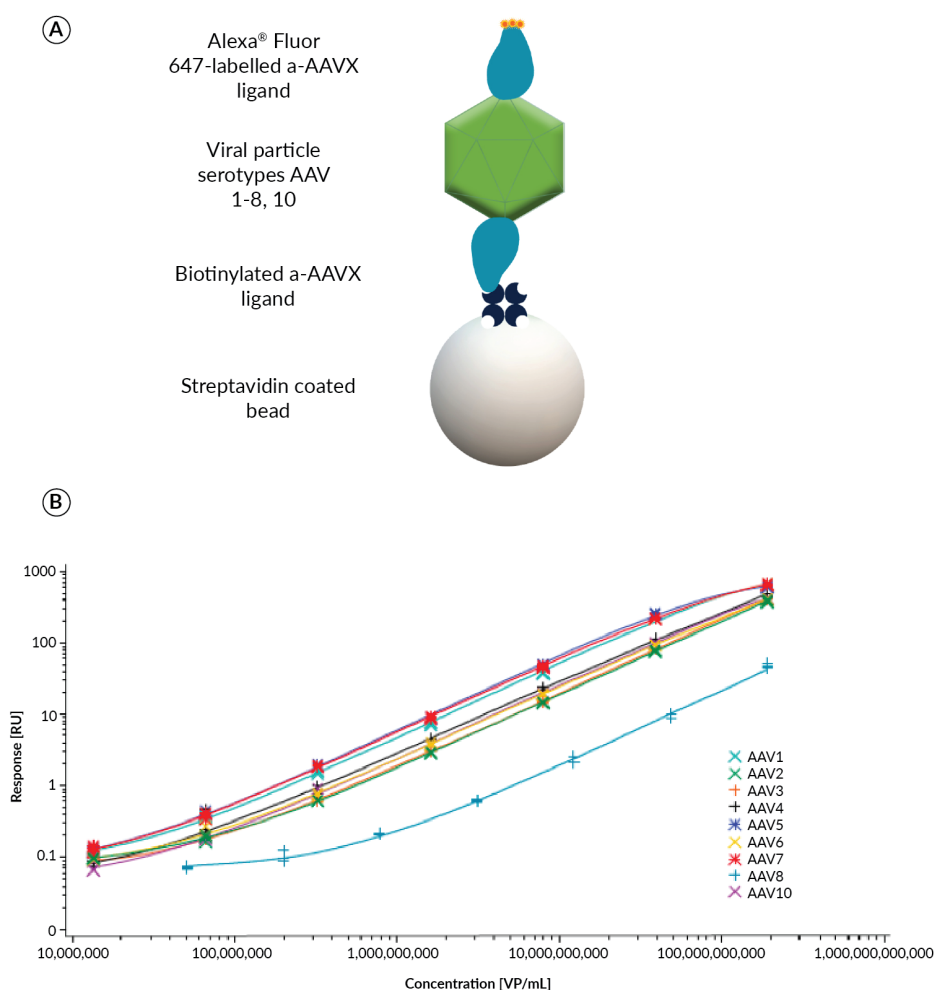 A
Alexa® Fluor
647-labelled a-AAVX
ligand
Viral particle
serotypes AAV
1-8, 10
Biotinylated a-AAVX
ligand
Streptavidin coated
bead
B
Response [RU]
1000
100
10
1
0.1
0
AAV1
AAV2
AAV3
AAV4
AAV5
AAV6
AAV7
AAV8
AAV10
10,000,000
100,000,000
1,000,000,000
10,000,000,000
100,000,000,000
1,000,000,000,000
Concentration [VP/mL]